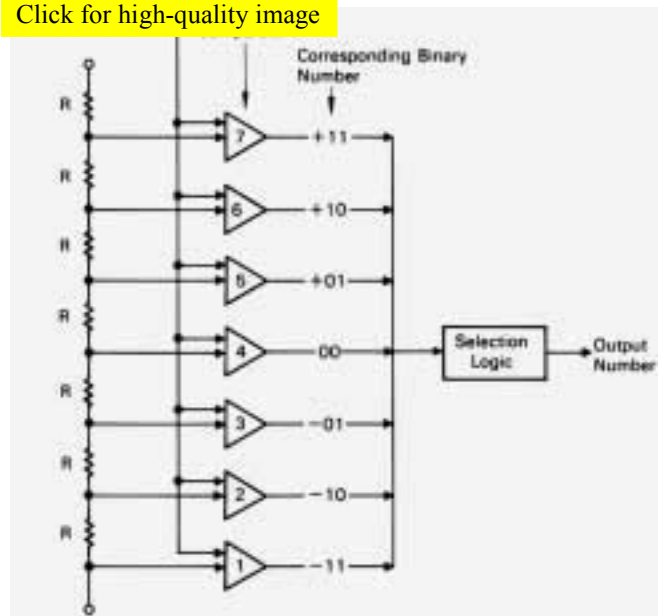 Click for high-quality image
Corresponding Binary
Number
R
7
+11
R
6
+10
R
5
+01
R
4
00
Selection
Logic
Output
Number
R
3
-01
R
2
-10
R
1
-11